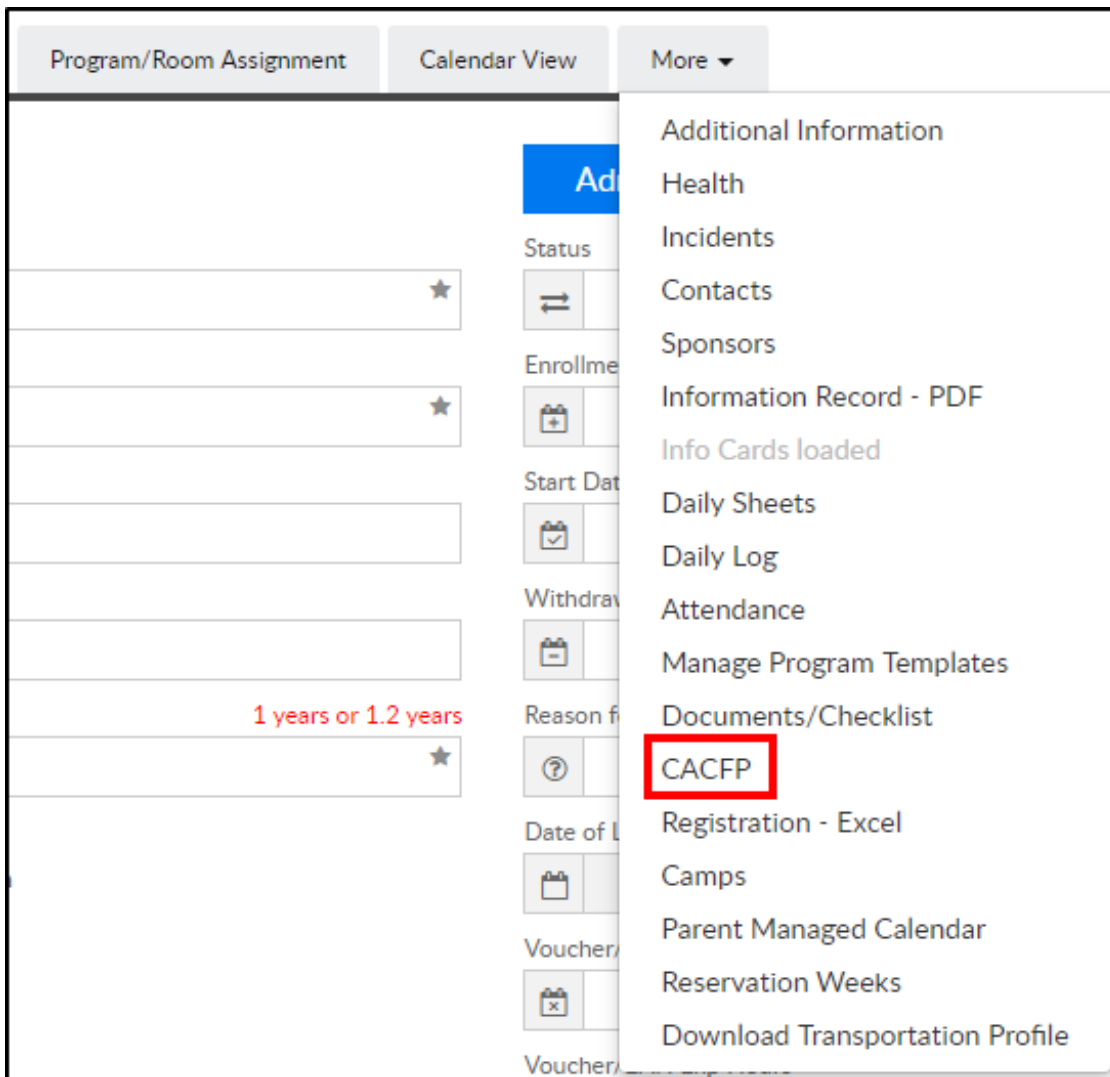 Program/Room Assignment
Calendar View
More
Additional Information
Health
Incidents
Contacts
Sponsors
Information Record - PDF
Info Cards loaded
Daily Sheets
Daily Log
Attendance
Manage Program Templates
Documents/Checklist
CACFP
Registration - Excel
Camps
Parent Managed Calendar
Reservation Weeks
Download Transportation Profile
Status
Start Dat
1 years or 1.2 years
Reason f
Date of L
Voucher/
Voucher/